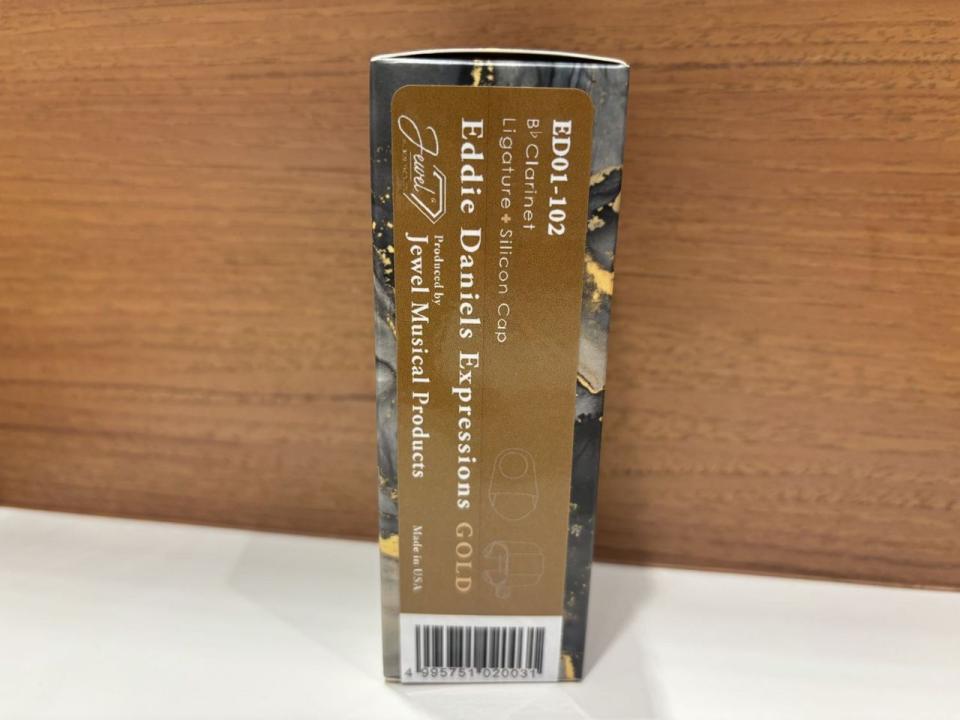 ED01-102
B♭ Clarinet
Ligature + Silicon Cap
Eddie Daniels Expressions GOLD
Jewel
Produced by
Jewel Musical Products
Made in USA
4 995751 020031